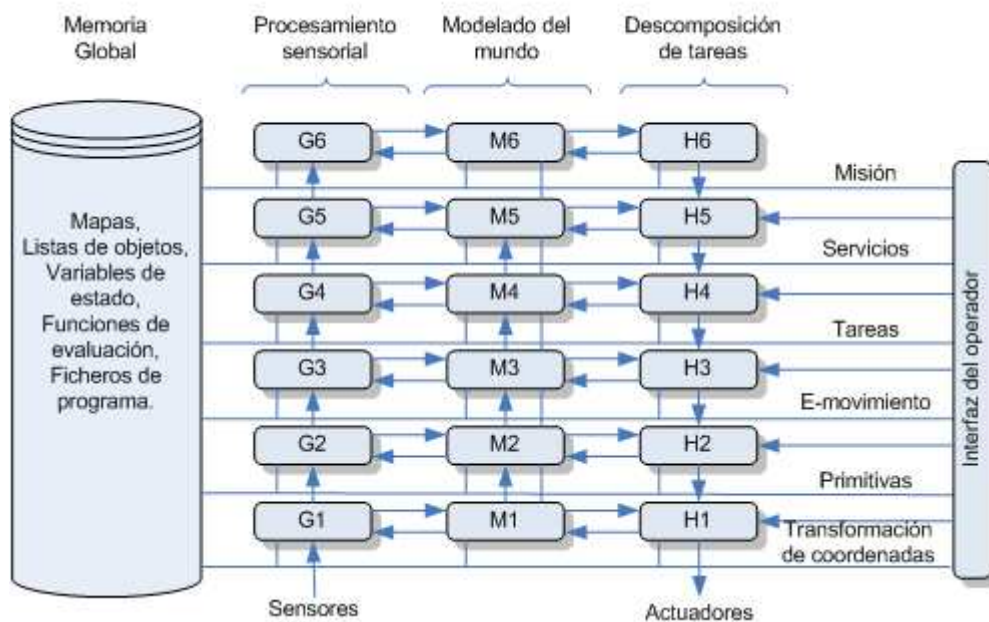 Memoria
Global
Procesamiento
sensorial
Modelado del
mundo
Descomposición
de tareas
Mapas,
Listas de objetos,
Variables de
estado,
Funciones de
evaluación,
Ficheros de
programa.
G6
M6
H6
Misión
G5
M5
H5
Servicios
G4
M4
H4
Tareas
G3
M3
H3
E-movimiento
G2
M2
H2
Primitivas
G1
M1
H1
Transformación
de coordenadas
Sensores
Actuadores
Interfaz del operador